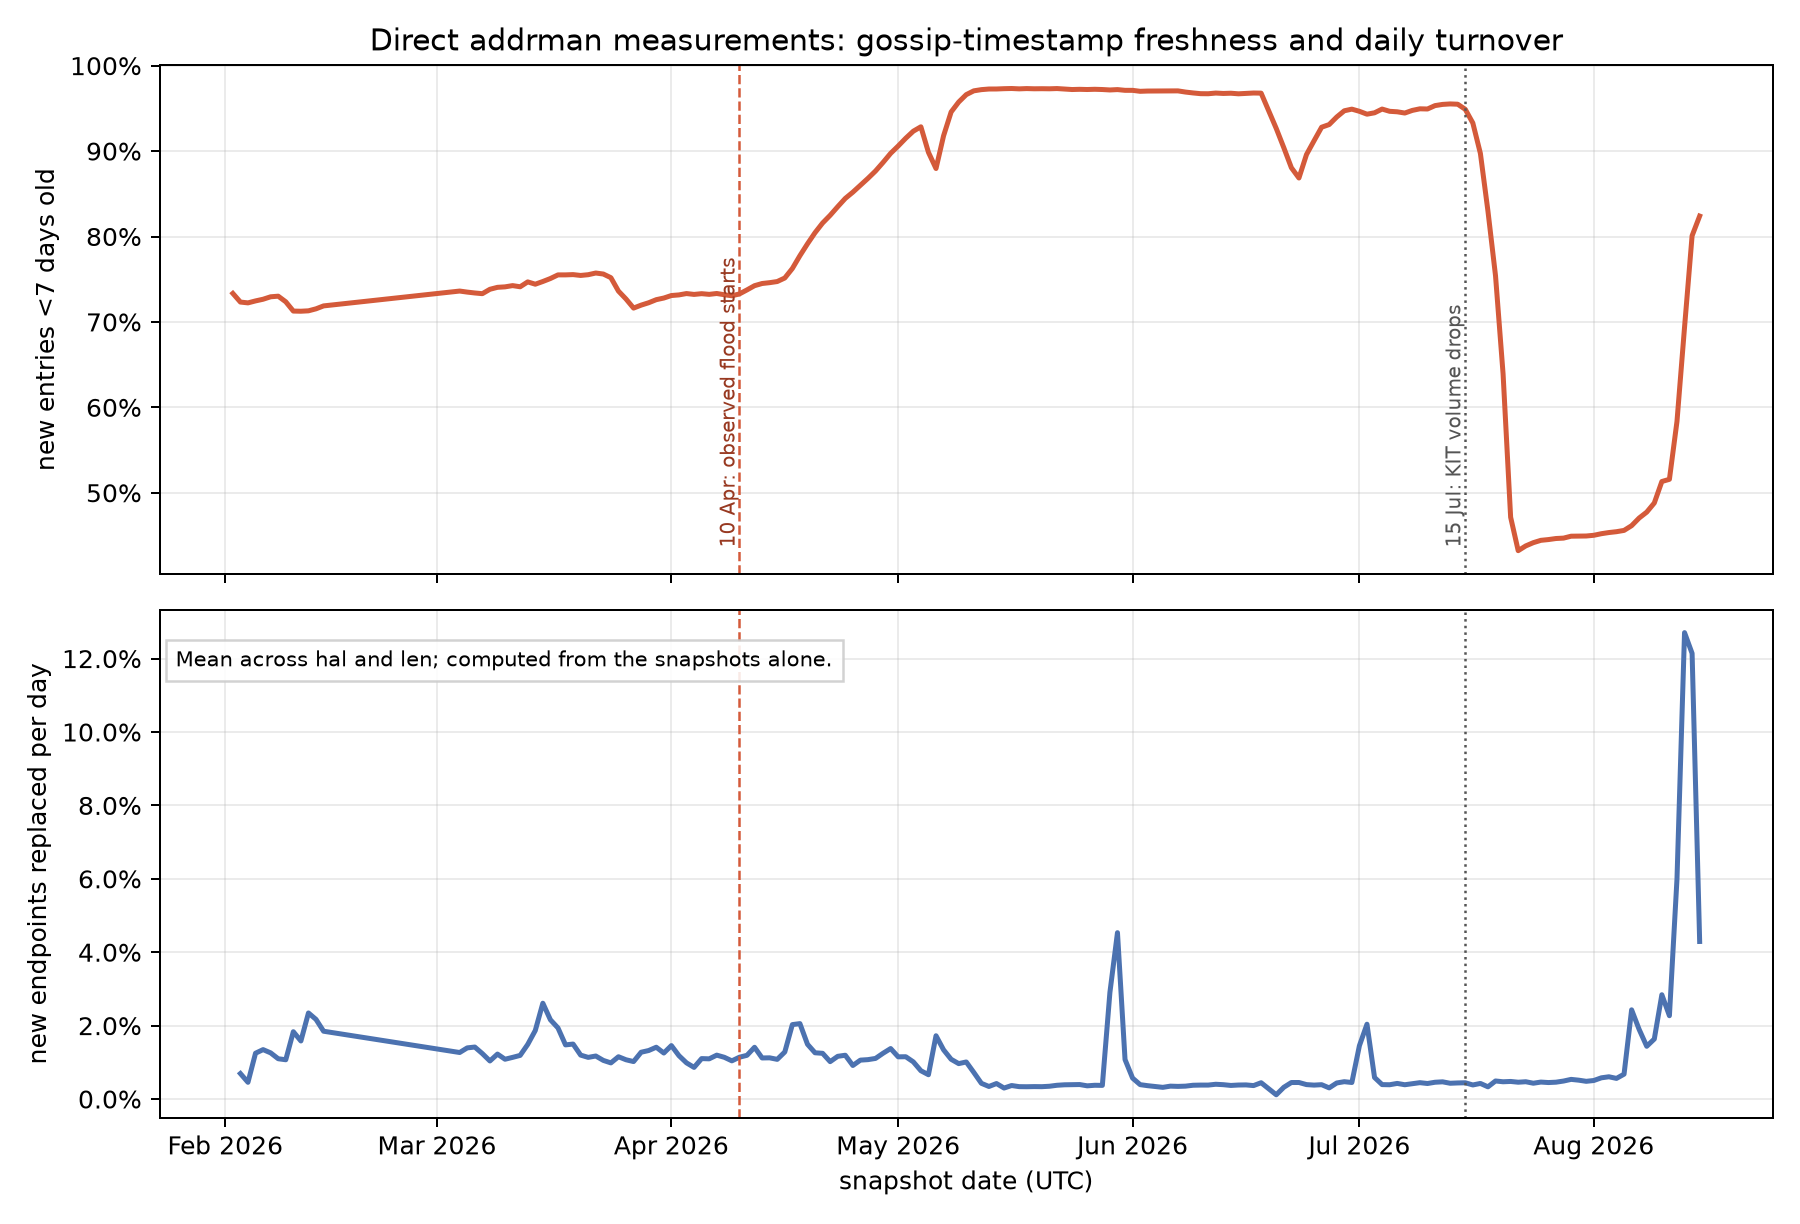 Direct addrman measurements: gossip-timestamp freshness and daily turnover
100%
90%
80%
70%
60%
50%
new entries <7 days old
10 Apr: observed flood starts
15 Jul: KIT volume drops
Mean across hal and len; computed from the snapshots alone.
12.0%
10.0%
8.0%
6.0%
4.0%
2.0%
0.0%
new endpoints replaced per day
Feb 2026
Mar 2026
Apr 2026
May 2026
Jun 2026
Jul 2026
Aug 2026
snapshot date (UTC)